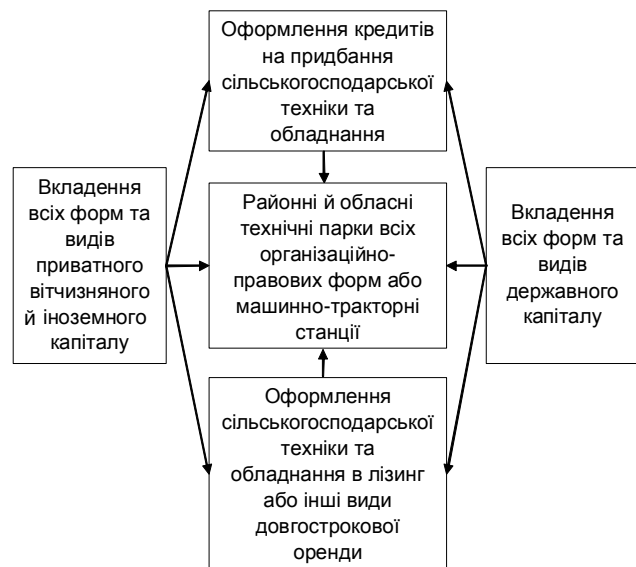 Оформлення кредитів
на придбання
сільськогосподарської
техніки та
обладнання
Вкладення
всіх форм та
видів
приватного
вітчизняного
й іноземного
капіталу
Районні й обласні
технічні парки всіх
організаційно-
правових форм або
машинно-тракторні
станції
Вкладення
всіх форм та
видів
державного
капіталу
Оформлення
сільськогосподарської
техніки та
обладнання в лізинг
або інші види
довгострокової
оренди